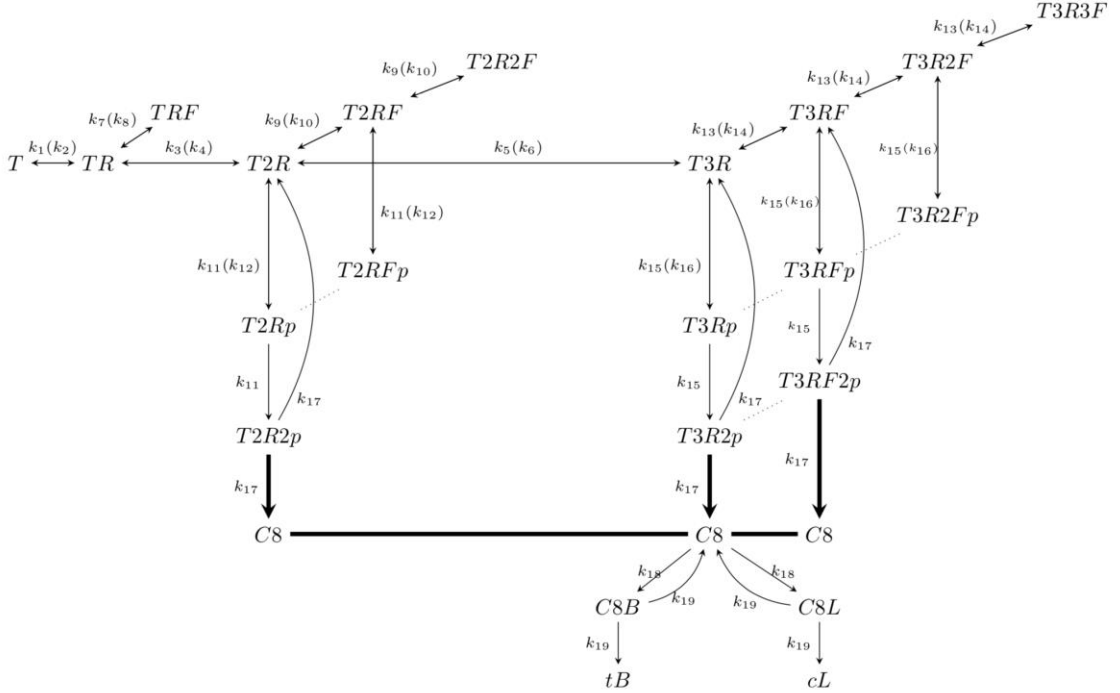 T3R3F
k13(k14)
T2R2F
T3R2F
k9(k10)
k13(k14)
TRF
T2RF
T3RF
k7(k8)
k9(k10)
k13(k14)
k1(k2)
k3(k4)
k5(k6)
k15(k16)
T
TR
T2R
T3R
k11(k12)
k15(k16)
T3R2Fp
k11(k12)
k15(k16)
T2RFp
T3RFp
T2Rp
T3Rp
k15
k17
k11
k15
T3RF2p
k17
k17
T2R2p
T3R2p
k17
k17
k17
C8
C8
C8
k18
k18
k19
k19
C8B
C8L
k19
k19
tB
cL